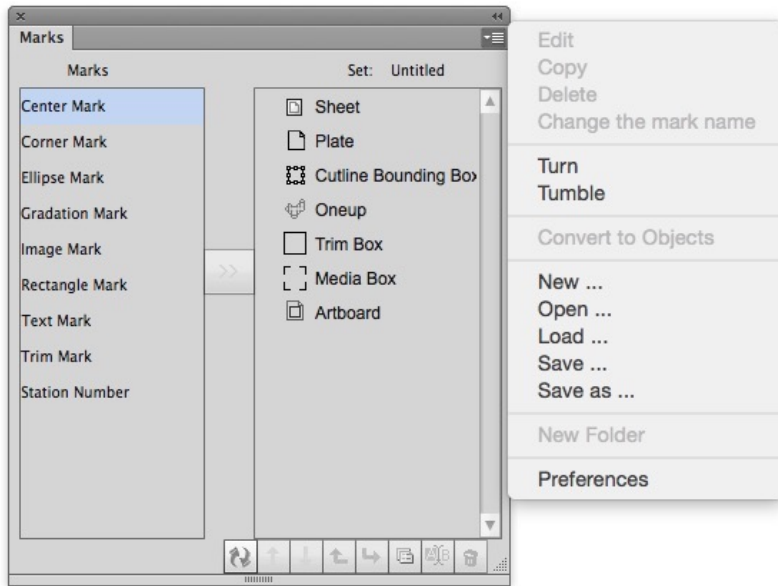 Marks
Marks
Set: Untitled
Center Mark
Corner Mark
Ellipse Mark
Gradation Mark
Image Mark
Rectangle Mark
Text Mark
Trim Mark
Station Number
>>
Sheet
Plate
Cutline Bounding Box
Oneup
Trim Box
Media Box
Artboard
Edit
Copy
Delete
Change the mark name
Turn
Tumble
Convert to Objects
New ...
Open ...
Load ...
Save ...
Save as ...
New Folder
Preferences